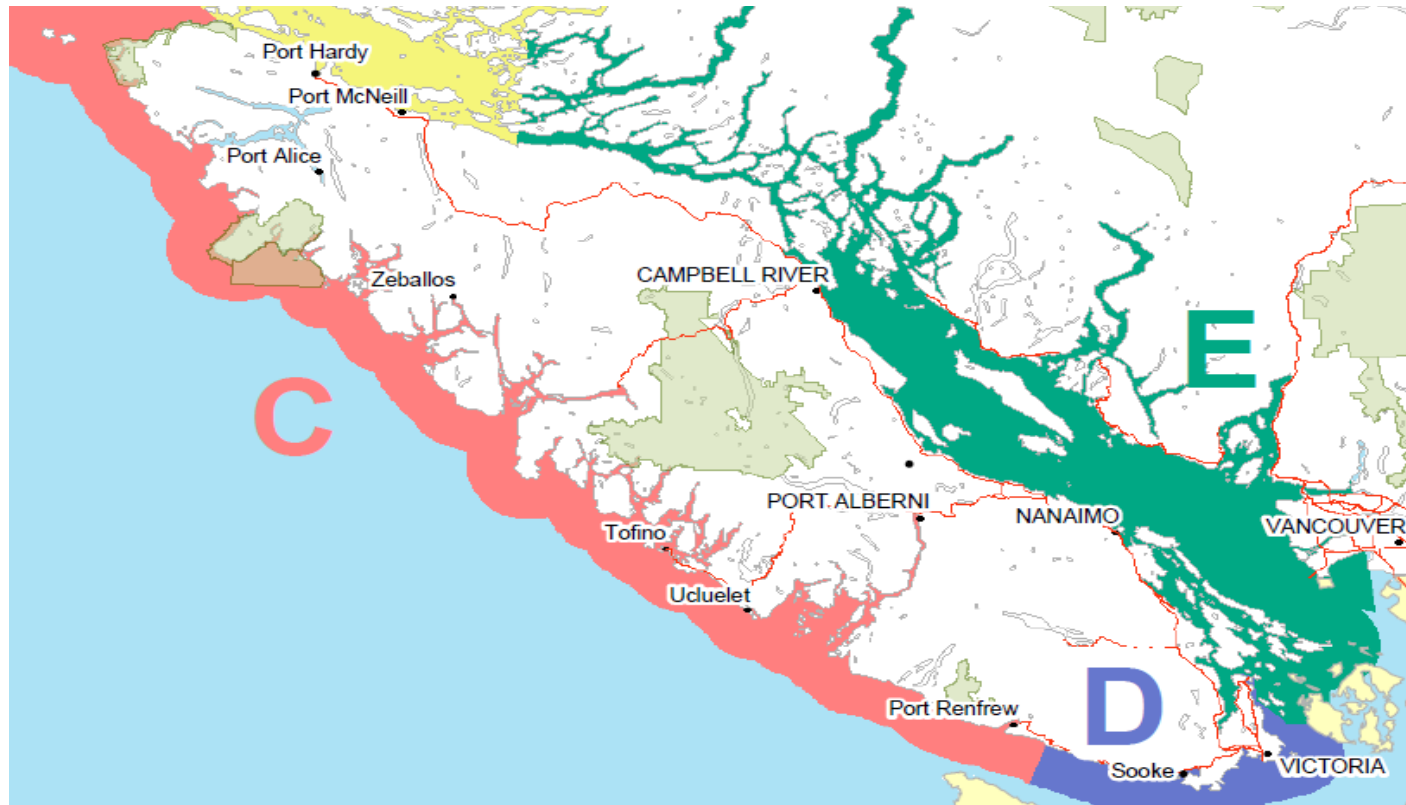 Port Hardy
Port McNeill
Port Alice
Zeballos
CAMPBELL RIVER
E
C
PORT ALBERNI
NANAIMO
VANCOUVER
Tofino
Ucluelet
D
Port Renfrew
Sooke
VICTORIA